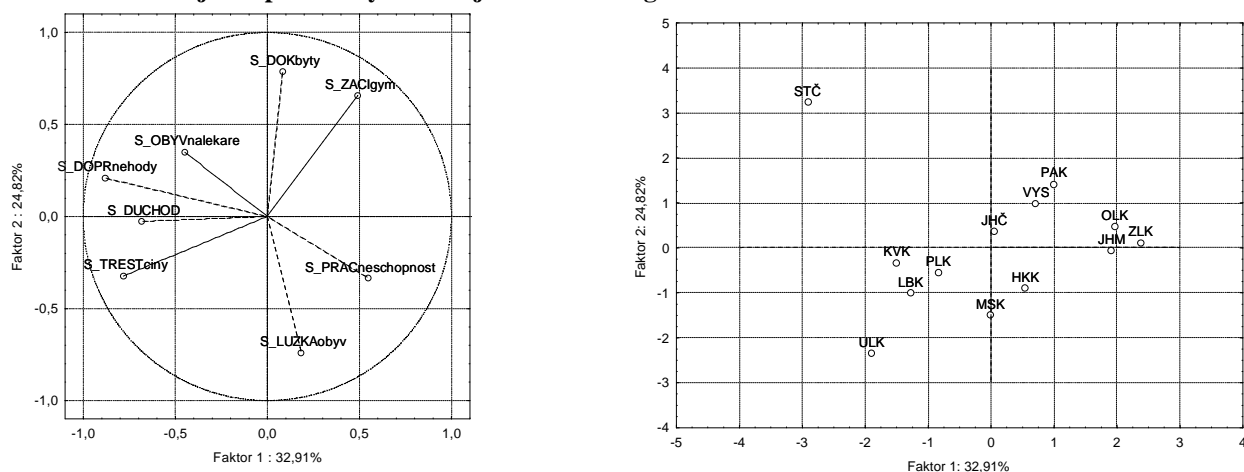 1,0
0,5
0,0
-0,5
-1,0
-1,0
-0,5
0,0
0,5
1,0
Faktor 2 : 24,82%
Faktor 1 : 32,91%
S_DOKbyty
S_ZACIgym
S_OBYVnalekare
S_DOPRnehody
S_DUCHOD
S_TRESTciny
S_PRACneschopnost
S_LUZKAobyv
5
4
3
2
1
0
-1
-2
-3
-4
-5
-4
-3
-2
-1
0
1
2
3
4
Faktor 2: 24,82%
Faktor 1: 32,91%
STČ
PAK
VYS
JHČ
OLK
ZLK
JHM
KVK
PLK
LBK
HKK
MSK
ULK